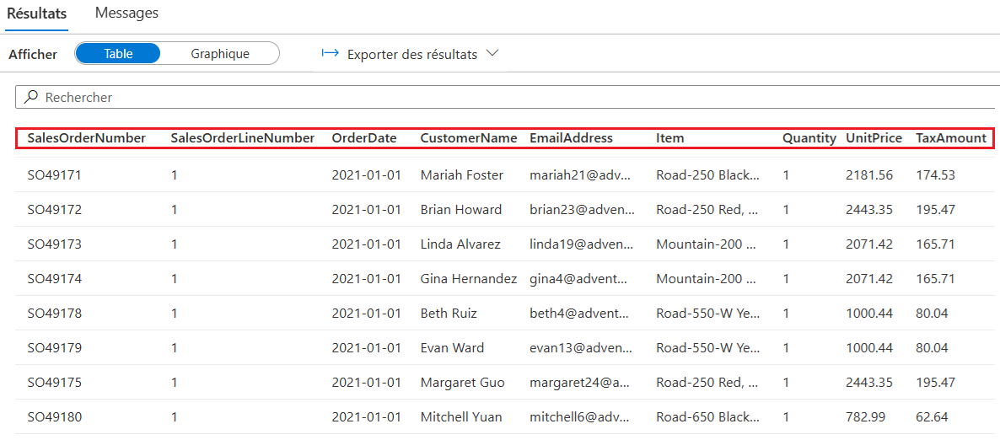 Résultats Messages
Afficher Table Graphique Exporter des résultats
Rechercher
SalesOrderNumber SalesOrderLineNumber OrderDate CustomerName EmailAddress Item Quantity UnitPrice TaxAmount
SO49171 1 2021-01-01 Mariah Foster mariah21@adv... Road-250 Black... 1 2181.56 174.53
SO49172 1 2021-01-01 Brian Howard brian23@adven... Road-250 Red, ... 1 2443.35 195.47
SO49173 1 2021-01-01 Linda Alvarez linda19@adven... Mountain-200 ... 1 2071.42 165.71
SO49174 1 2021-01-01 Gina Hernandez gina4@advent... Mountain-200 ... 1 2071.42 165.71
SO49178 1 2021-01-01 Beth Ruiz beth4@advent... Road-550-W Ye... 1 1000.44 80.04
SO49179 1 2021-01-01 Evan Ward evan13@adven... Road-550-W Ye... 1 1000.44 80.04
SO49175 1 2021-01-01 Margaret Guo margaret24@a... Road-250 Red, ... 1 2443.35 195.47
SO49180 1 2021-01-01 Mitchell Yuan mitchell6@adv... Road-650 Black... 1 782.99 62.64